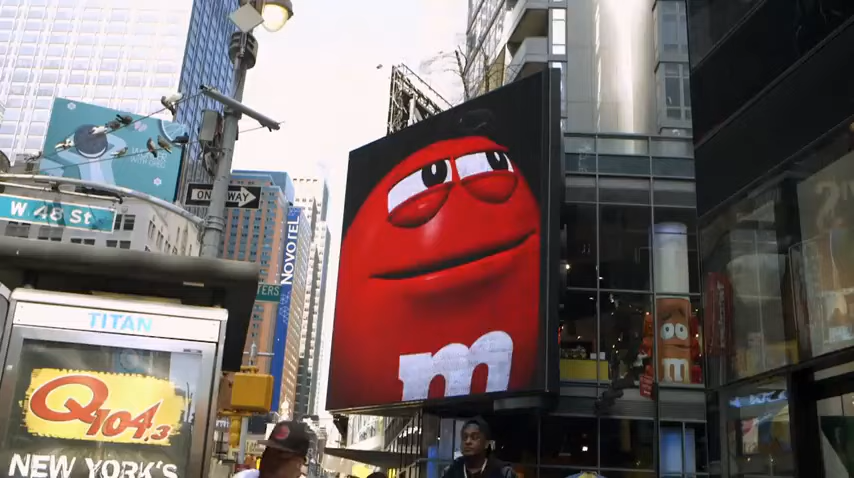 W 48 St
ONE WAY
NOVOTEL
TITAN
Q104.3
NEW YORK'S
m
m